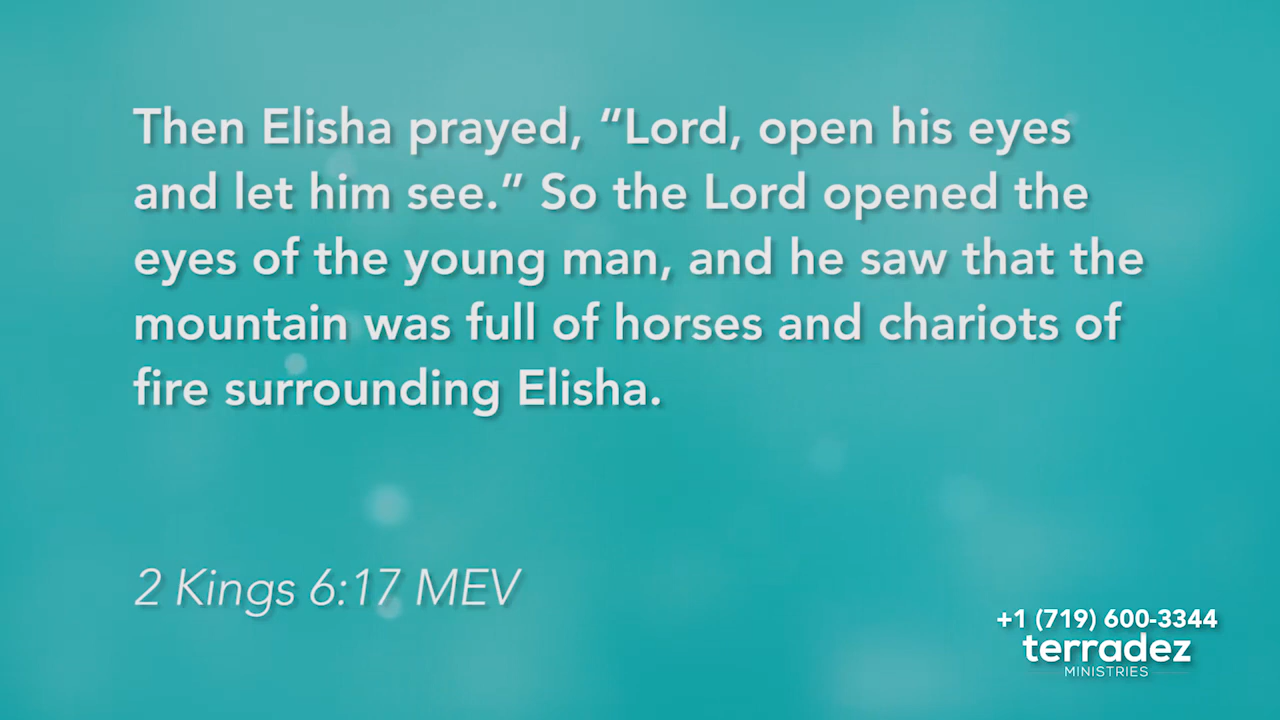 Then Elisha prayed, “Lord, open his eyes
and let him see.” So the Lord opened the
eyes of the young man, and he saw that the
mountain was full of horses and chariots of
fire surrounding Elisha.
2 Kings 6:17 MEV
+1 (719) 600-3344
terradez
MINISTRIES